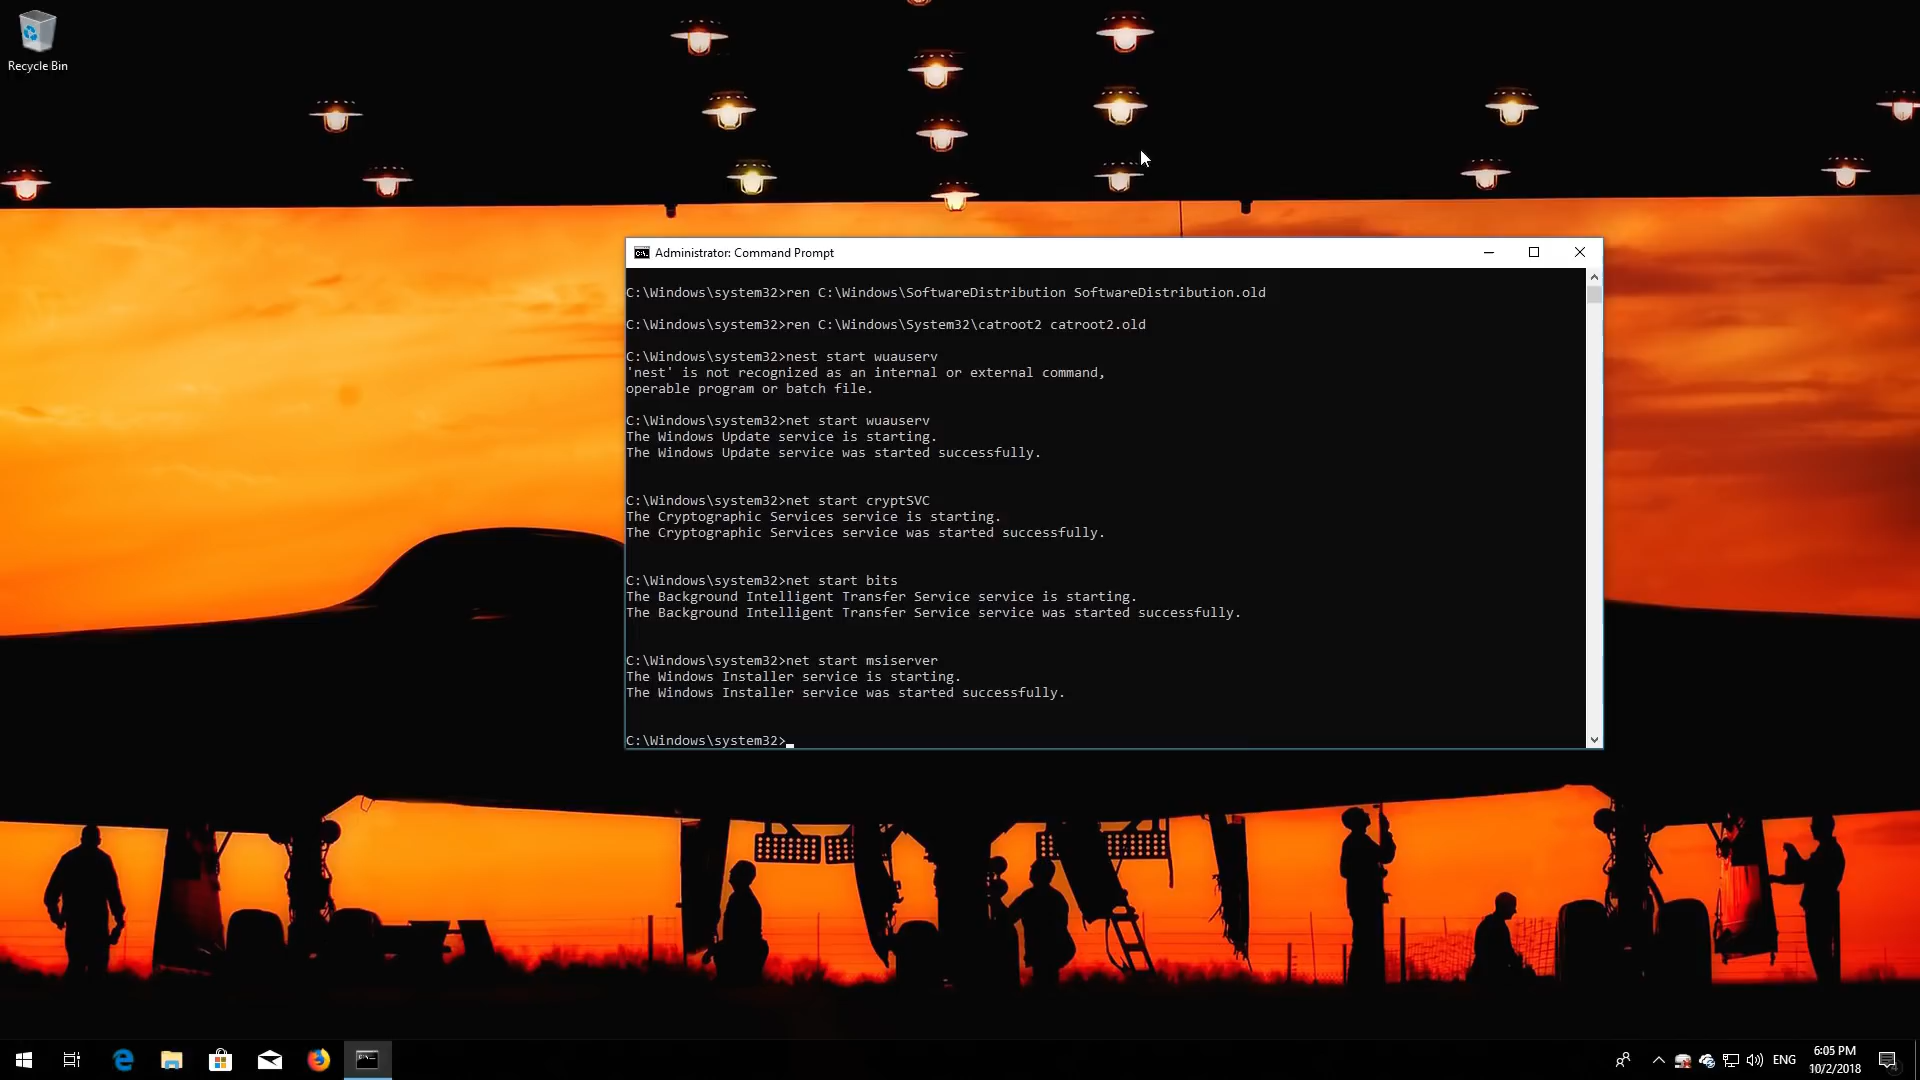 Recycle Bin
Administrator: Command Prompt
C:\Windows\system32>ren C:\Windows\SoftwareDistribution SoftwareDistribution.old
C:\Windows\system32>ren C:\Windows\System32\catroot2 catroot2.old
C:\Windows\system32>nest start wuauserv
'nest' is not recognized as an internal or external command,
operable program or batch file.
C:\Windows\system32>net start wuauserv
The Windows Update service is starting.
The Windows Update service was started successfully.
C:\Windows\system32>net start cryptSVC
The Cryptographic Services service is starting.
The Cryptographic Services service was started successfully.
C:\Windows\system32>net start bits
The Background Intelligent Transfer Service service is starting.
The Background Intelligent Transfer Service service was started successfully.
C:\Windows\system32>net start msiserver
The Windows Installer service is starting.
The Windows Installer service was started successfully.
C:\Windows\system32>
ENG
6:05 PM
10/2/2018